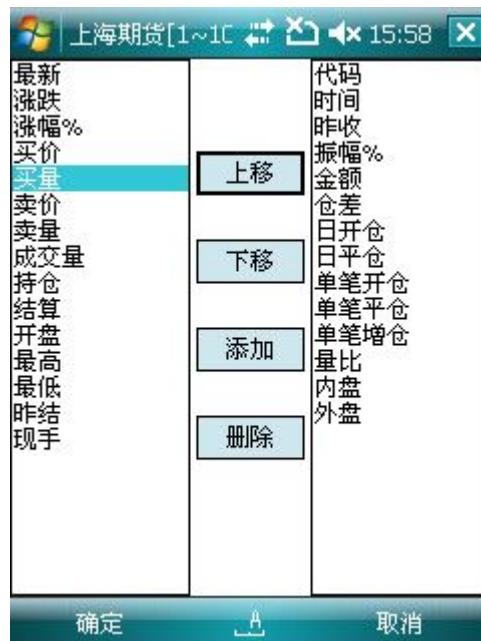 上海期货[1~1
15:58
最新
涨跌
涨幅%
买价
买量
卖价
卖量
成交量
持仓
结算
开盘
最高
最低
昨结
现手
上移
下移
添加
删除
代码
时间
昨收
振幅%
金额
仓差
日开仓
日平仓
单笔开仓
单笔平仓
单笔增仓
量比
内盘
外盘
确定
A
取消